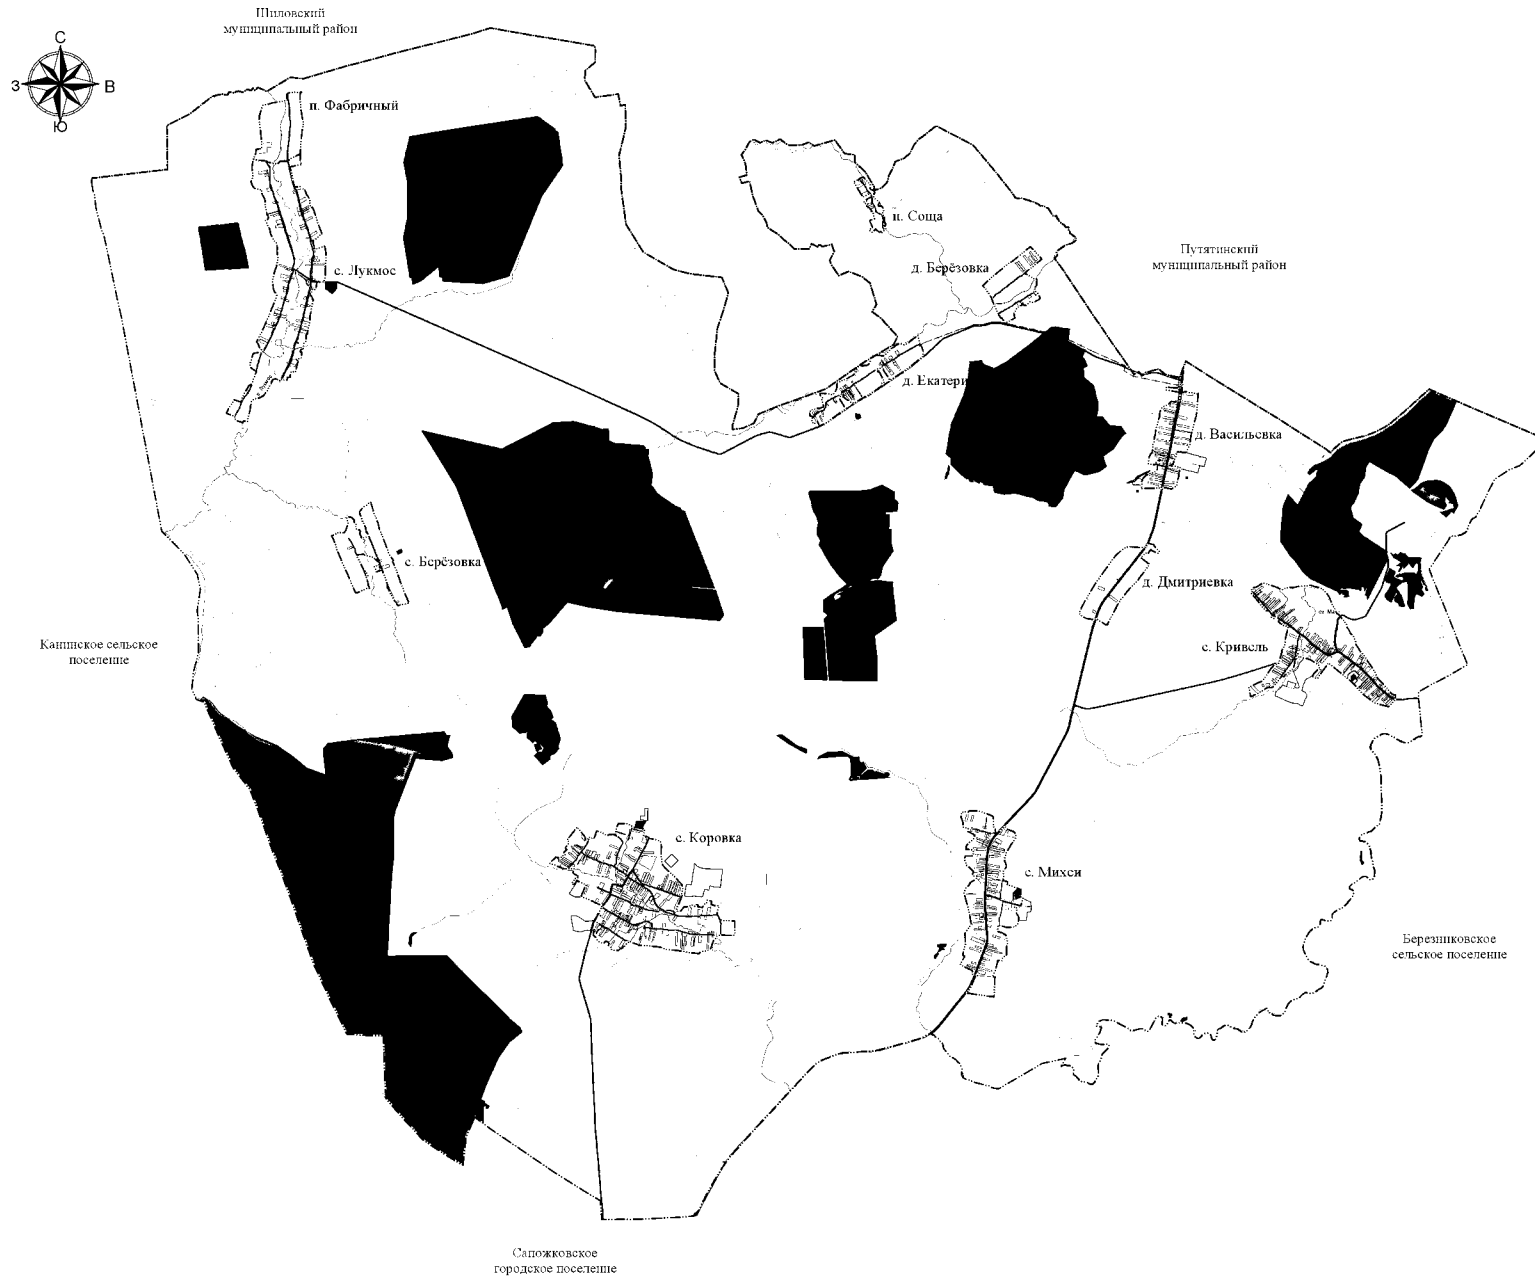 Шиловский
муниципальный район
С
З
В
Ю
п. Фабричный
п. Соща
Путятинский
муниципальный район
д. Берёзовка
с. Лукмос
д. Екатери
д. Васильевка
с. Берёзовка
д. Дмитриевка
Канинское сельское
поселение
с. Кривель
с. Коровка
с. Михеи
Березниковское
сельское поселение
Сапожковское
городское поселение